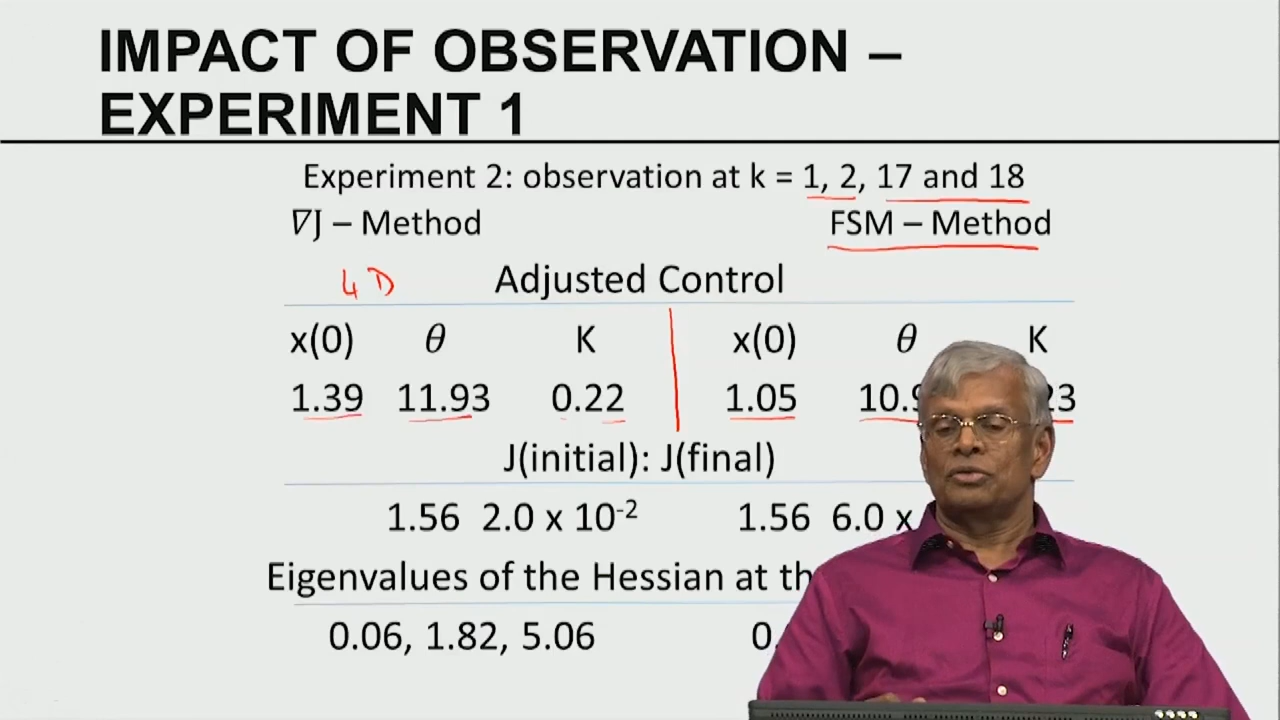 IMPACT OF OBSERVATION –
EXPERIMENT 1
Experiment 2: observation at k = 1, 2, 17 and 18
∇J – Method FSM – Method
4D Adjusted Control
x(0) θ K x(0) θ K
1.39 11.93 0.22 1.05
J(initial): J(final)
1.56 2.0 x 10⁻² 1.56 6.0 x
Eigenvalues of the Hessian at
0.06, 1.82, 5.06